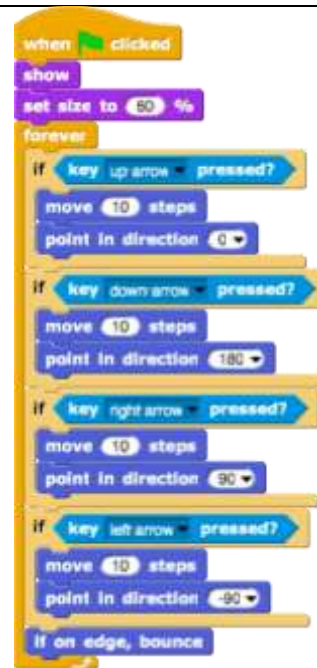 when clicked
show
set size to 50 %
forever
if key up arrow pressed?
move 10 steps
point in direction 0
if key down arrow pressed?
move 10 steps
point in direction 180
if key right arrow pressed?
move 10 steps
point in direction 90
if key left arrow pressed?
move 10 steps
point in direction -90
if on edge, bounce